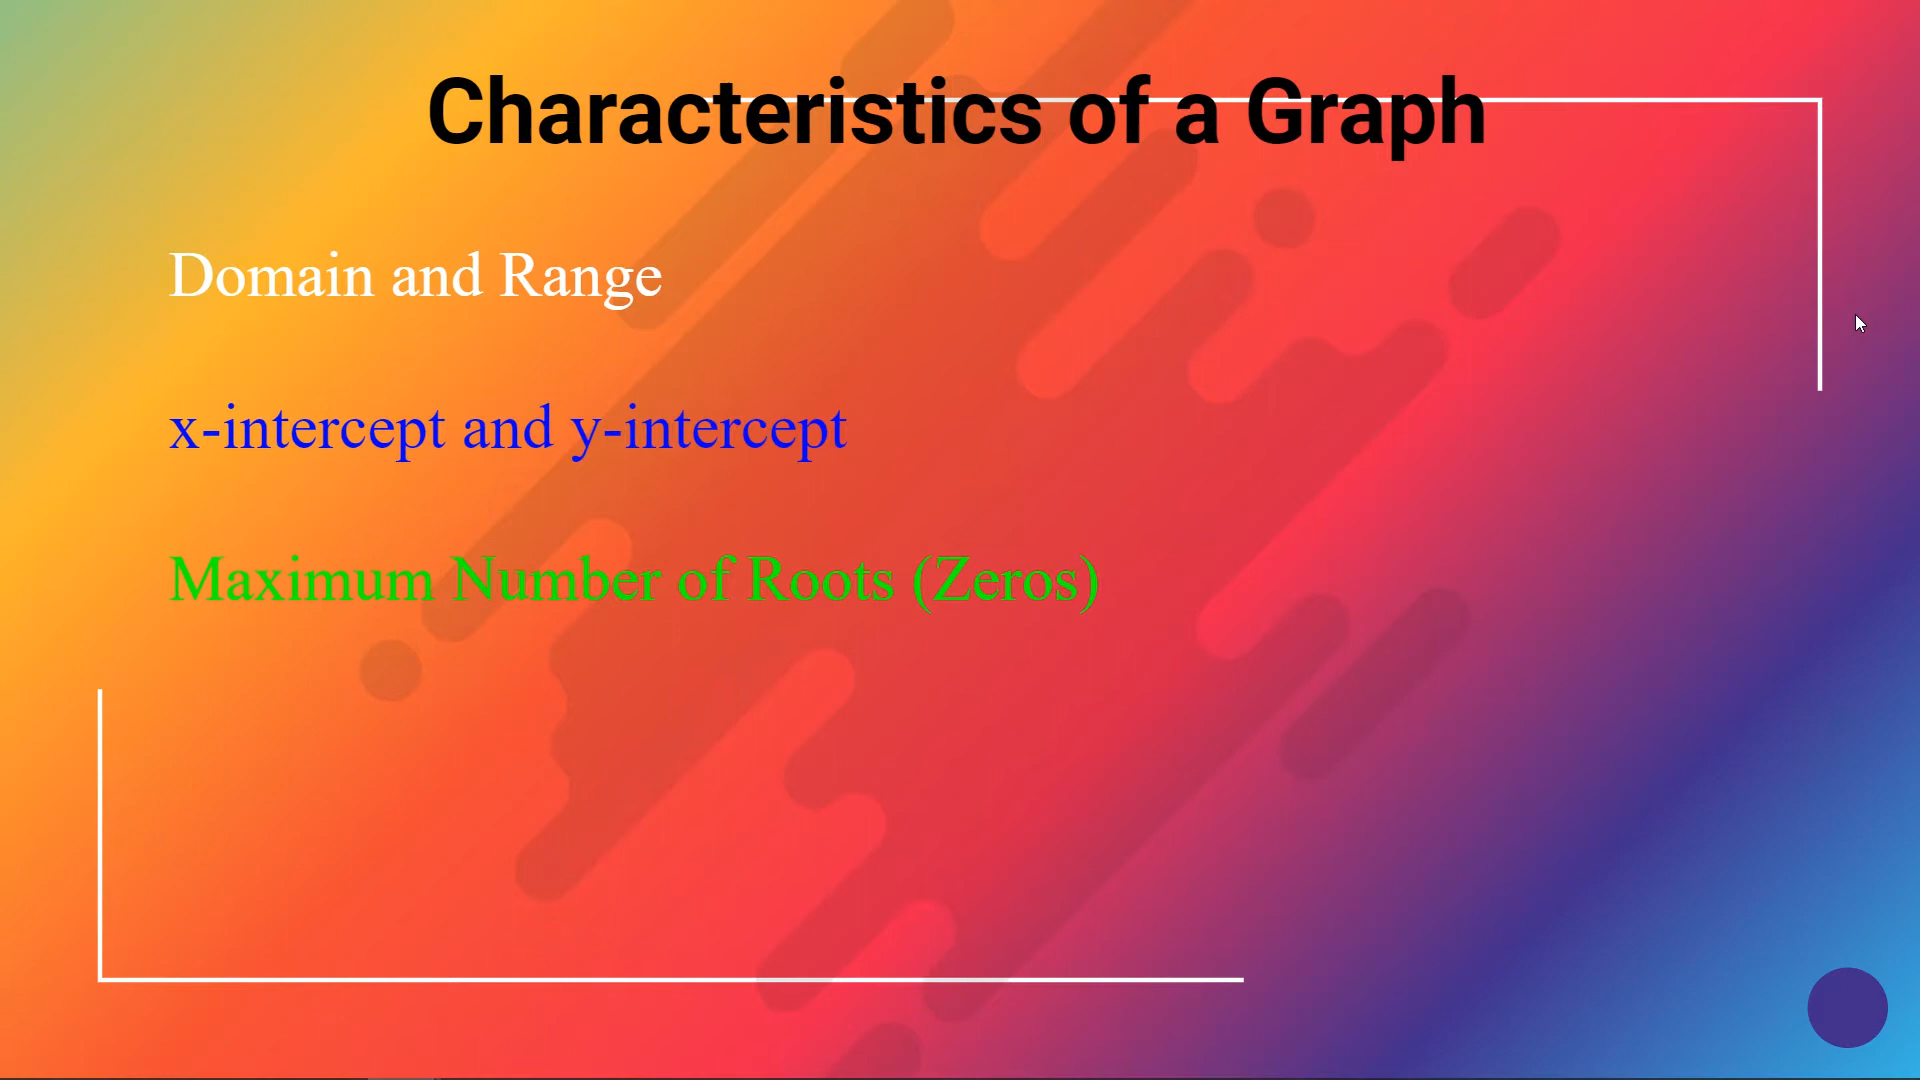 Characteristics of a Graph
Domain and Range
x-intercept and y-intercept
Maximum Number of Roots (Zeros)